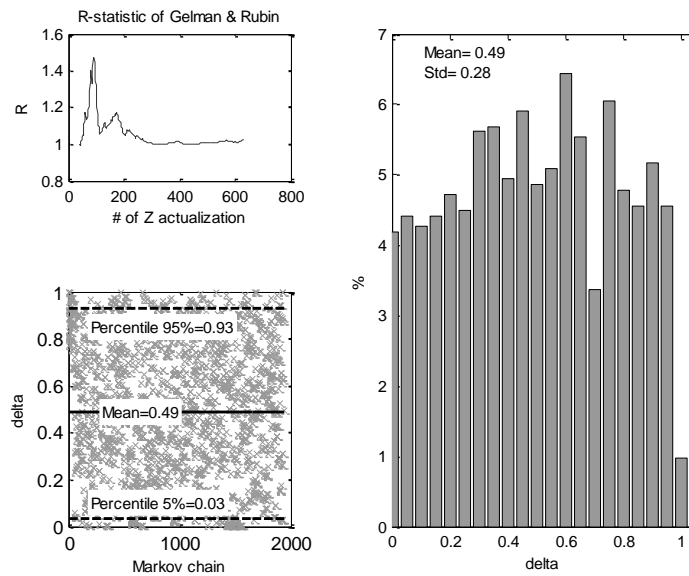 R-statistic of Gelman & Rubin
1.6
1.4
1.2
1
0.8
R
0 200 400 600 800
# of Z actualization
1
0.8
0.6
0.4
0.2
0
delta
Percentile 95%=0.93
Mean=0.49
Percentile 5%=0.03
0 1000 2000
Markov chain
7
6
5
4
3
2
1
0
%
Mean= 0.49
Std= 0.28
0 0.2 0.4 0.6 0.8 1
delta